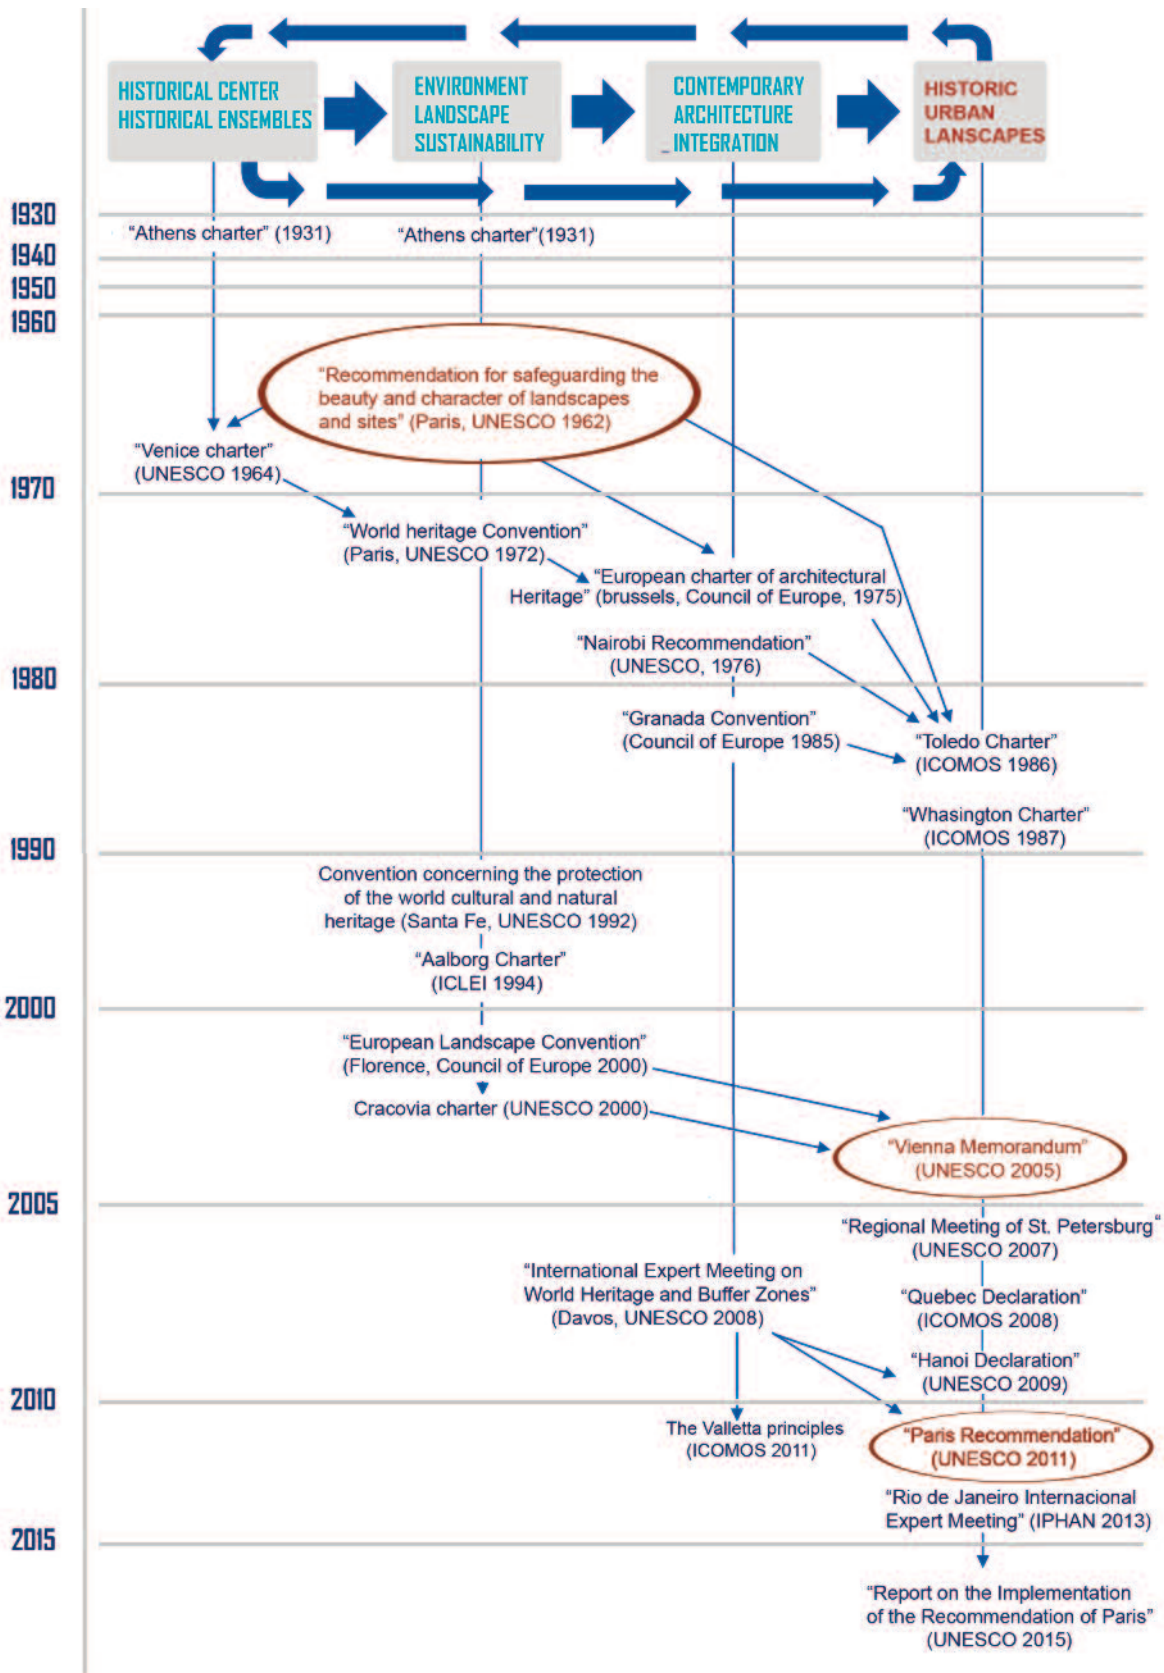 HISTORICAL CENTER
HISTORICAL ENSEMBLES
ENVIRONMENT
LANDSCAPE
SUSTAINABILITY
CONTEMPORARY
ARCHITECTURE
INTEGRATION
HISTORIC
URBAN
LANSCAPES
1930
“Athens charter” (1931)
“Athens charter”(1931)
1940
1950
1960
“Recommendation for safeguarding the
beauty and character of landscapes
and sites” (Paris, UNESCO 1962)
“Venice charter”
(UNESCO 1964)
1970
“World heritage Convention”
(Paris, UNESCO 1972)
“European charter of architectural
Heritage” (brussels, Council of Europe, 1975)
“Nairobi Recommendation”
(UNESCO, 1976)
1980
“Granada Convention”
(Council of Europe 1985)
“Toledo Charter”
(ICOMOS 1986)
“Whasington Charter”
(ICOMOS 1987)
1990
Convention concerning the protection
of the world cultural and natural
heritage (Santa Fe, UNESCO 1992)
“Aalborg Charter”
(ICLEI 1994)
2000
“European Landscape Convention”
(Florence, Council of Europe 2000)
Cracovia charter (UNESCO 2000)
“Vienna Memorandum”
(UNESCO 2005)
2005
“Regional Meeting of St. Petersburg“
(UNESCO 2007)
“International Expert Meeting on
World Heritage and Buffer Zones”
(Davos, UNESCO 2008)
“Quebec Declaration”
(ICOMOS 2008)
“Hanoi Declaration”
(UNESCO 2009)
2010
The Valletta principles
(ICOMOS 2011)
“Paris Recommendation”
(UNESCO 2011)
“Rio de Janeiro Internacional
Expert Meeting” (IPHAN 2013)
2015
“Report on the Implementation
of the Recommendation of Paris”
(UNESCO 2015)